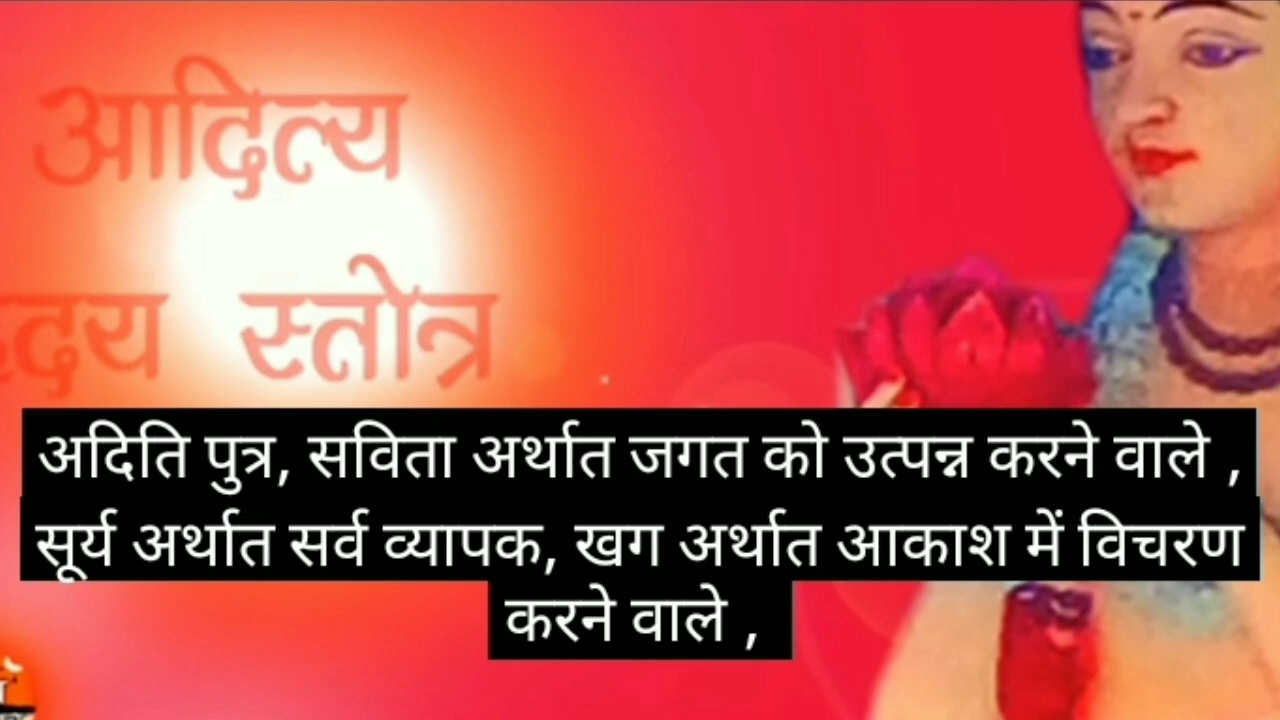 आदित्य
हृदय स्तोत्र
अदिति पुत्र, सविता अर्थात जगत को उत्पन्न करने वाले ,
सूर्य अर्थात सर्व व्यापक, खग अर्थात आकाश में विचरण
करने वाले ,